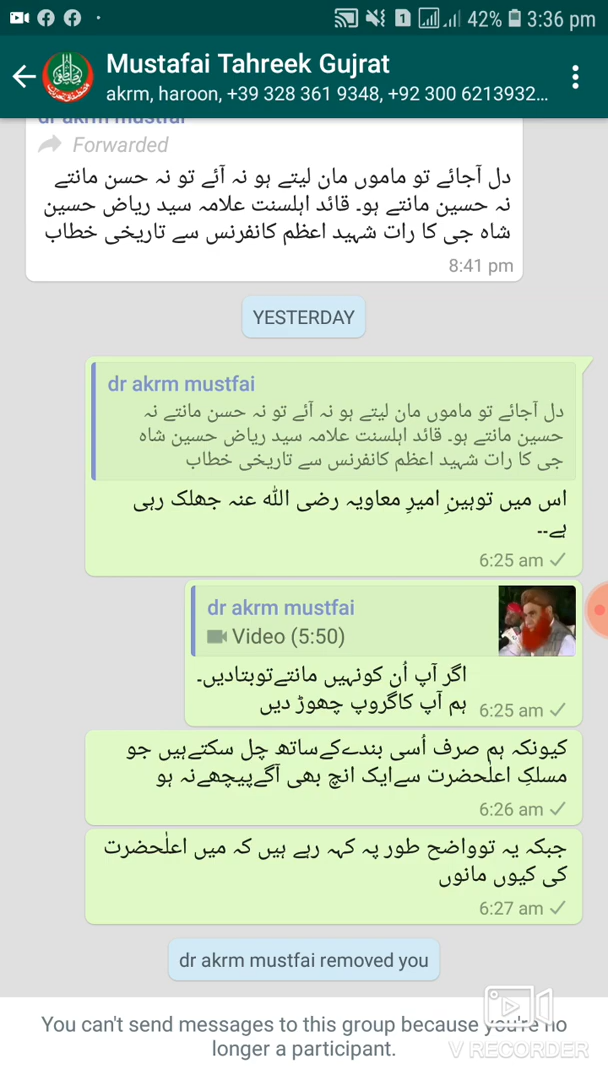 42% 3:36 pm
Mustafai Tahreek Gujrat
akrm, haroon, +39 328 361 9348, +92 300 6213932...
dr akrm mustfai
Forwarded
دل آجائے تو ماموں مان لیتے ہو نہ آئے تو نہ حسن مانتے
نہ حسین مانتے ہو۔ قائد اہلسنت علامہ سید ریاض حسین
شاہ جی کا رات شہید اعظم کانفرنس سے تاریخی خطاب
8:41 pm
YESTERDAY
dr akrm mustfai
دل آجائے تو ماموں مان لیتے ہو نہ آئے تو نہ حسن مانتے نہ
حسین مانتے ہو۔ قائد اہلسنت علامہ سید ریاض حسین شاہ
جی کا رات شہید اعظم کانفرنس سے تاریخی خطاب
اس میں توہینِ امیرِ معاویہ رضی اللّٰہ عنہ جھلک رہی
ہے۔۔
6:25 am
dr akrm mustfai
Video (5:50)
اگر آپ اُن کونہیں مانتےتوبتادیں۔
ہم آپ کاگروپ چھوڑ دیں
6:25 am
کیونکہ ہم صرف اُسی بندےکےساتھ چل سکتےہیں جو
مسلکِ اعلٰحضرت سےایک انچ بھی آگےپیچھےنہ ہو
6:26 am
جبکہ یہ توواضح طور پہ کہہ رہے ہیں کہ میں اعلٰحضرت
کی کیوں مانوں
6:27 am
dr akrm mustfai removed you
You can't send messages to this group because you're no
longer a participant.
V RECORDER